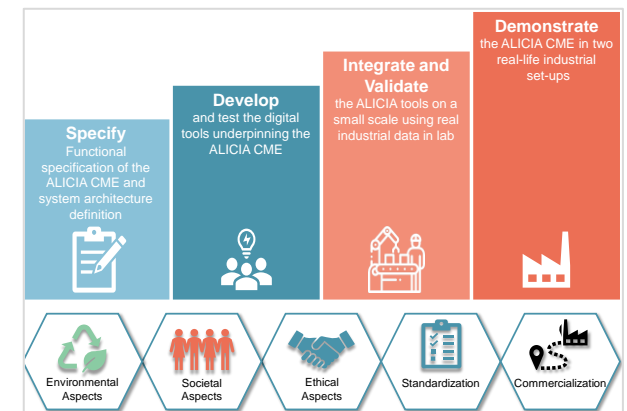 Specify
Functional
specification of the
ALICIA CME and
system architecture
definition
Develop
and test the digital
tools underpinning the
ALICIA CME
Integrate and
Validate
the ALICIA tools on a
small scale using real
industrial data in lab
Demonstrate
the ALICIA CME in two
real-life industrial
set-ups
Environmental
Aspects
Societal
Aspects
Ethical
Aspects
Standardization
Commercialization